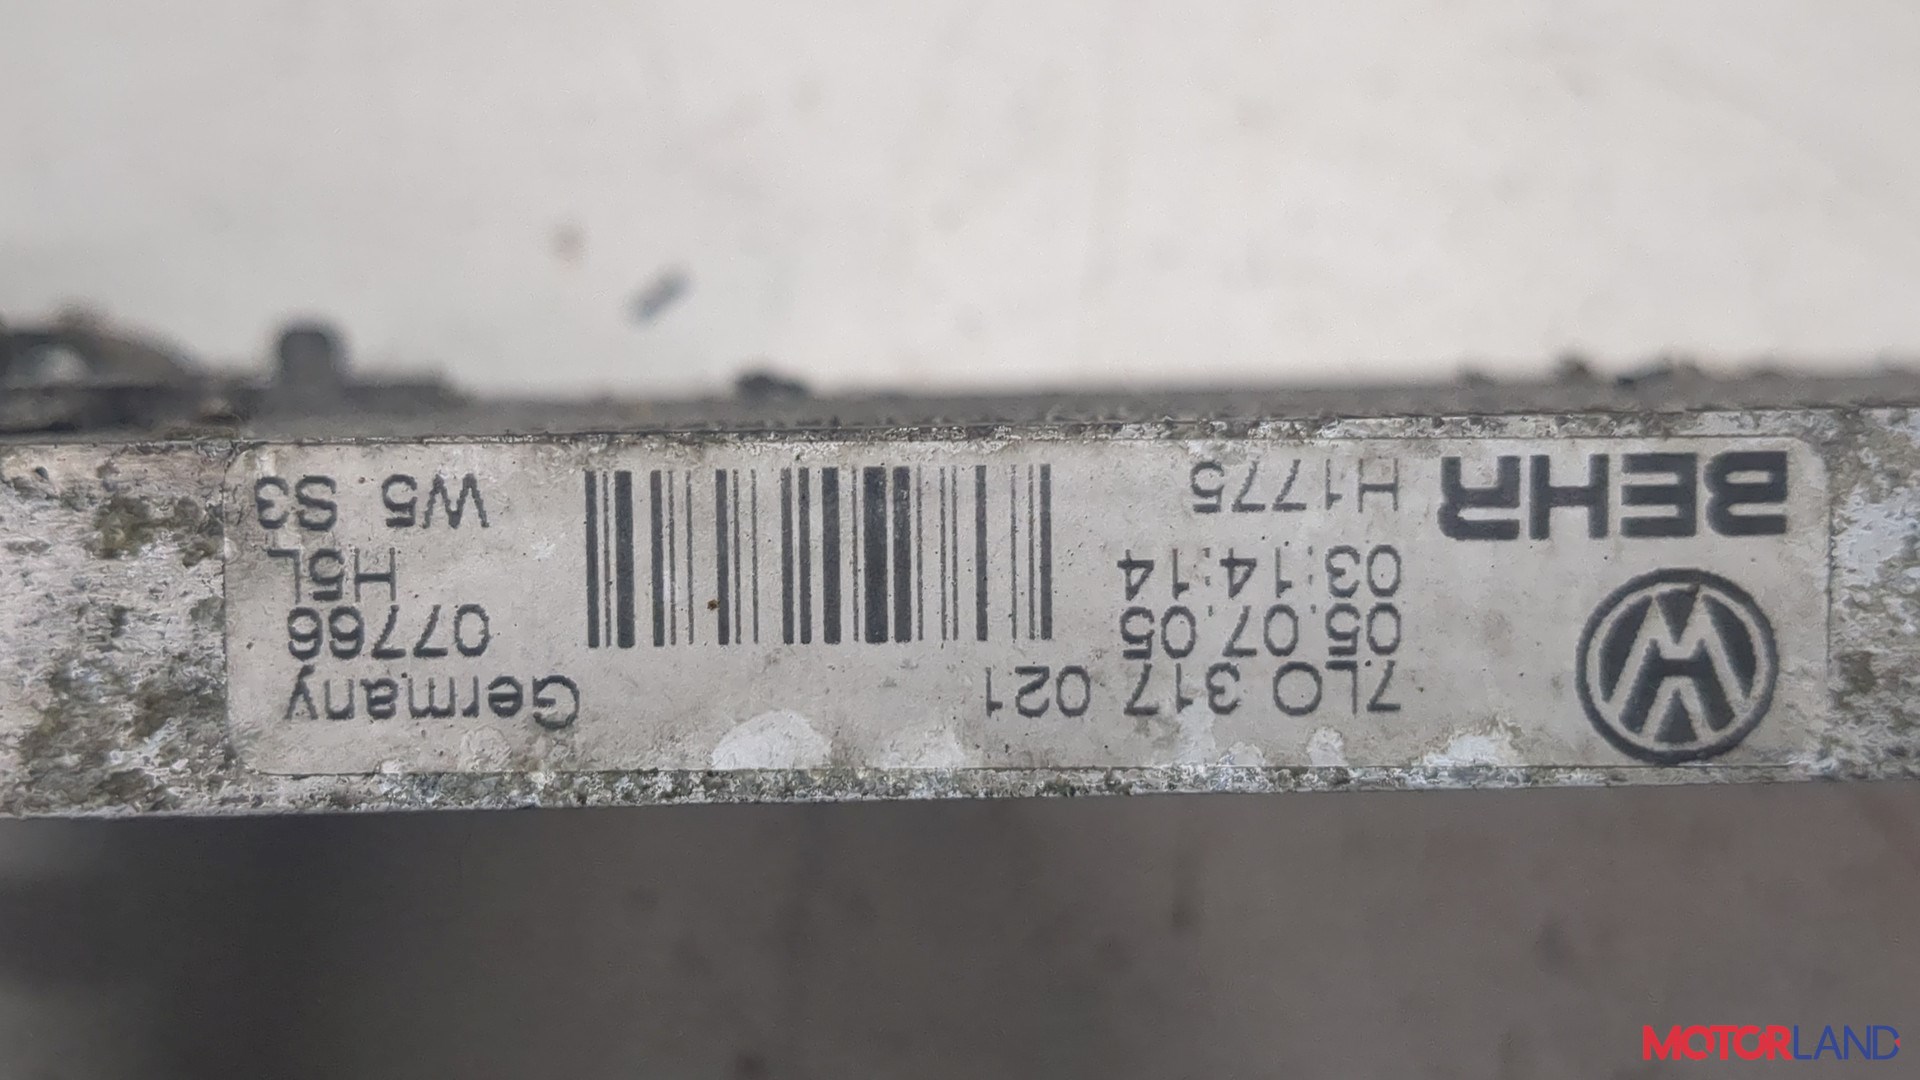 7L0 317 021
Germany
05.07.05
07766
03:14:14
H5L
BEHR
H1775
W5 S3
MOTORLAND